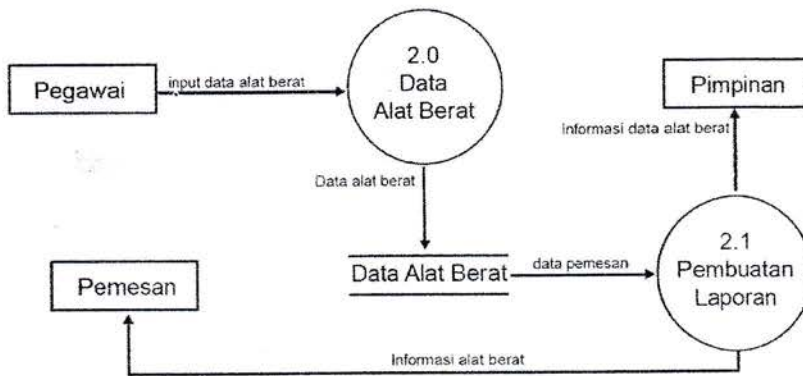 2.0
Data
Alat Berat
Pegawai
input data alat berat
Pimpinan
informasi data alat berat
Data alat berat
2.1
Pembuatan
Laporan
Data Alat Berat
data pemesan
Pemesan
Informasi alat berat